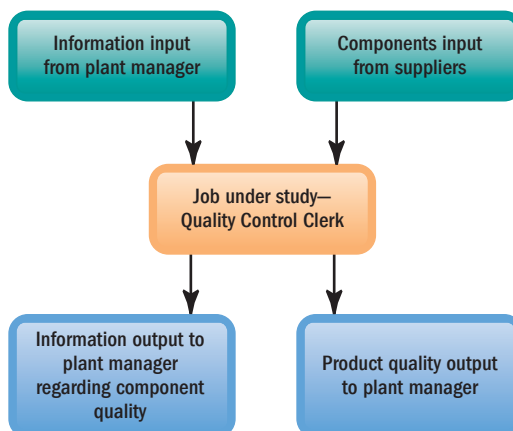 Information input
from plant manager
Components input
from suppliers
Job under study—
Quality Control Clerk
Information output to
plant manager
regarding component
quality
Product quality output
to plant manager